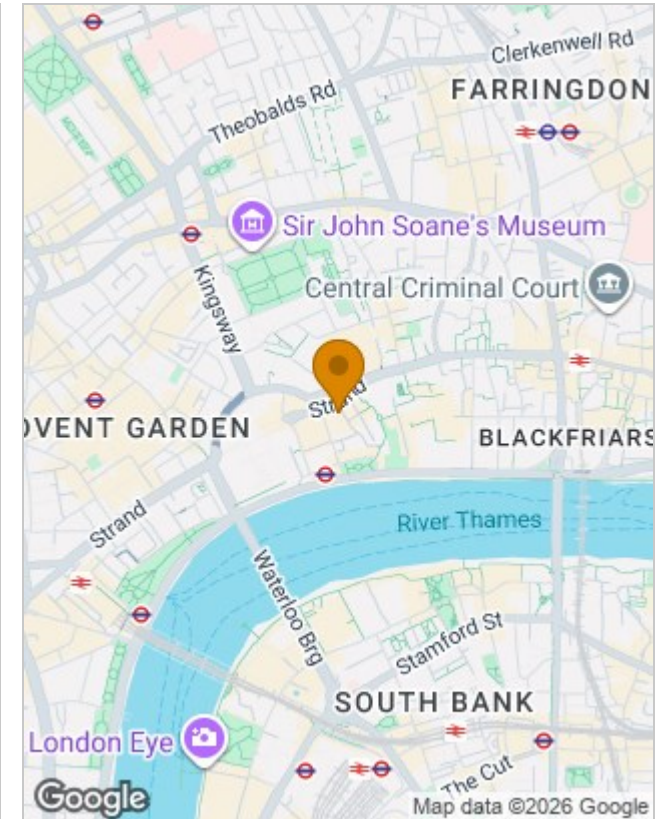 Clerkenwell Rd
FARRINGDON
Theobalds Rd
Sir John Soane's Museum
Central Criminal Court
Kingsway
Strand
OVENT GARDEN
BLACKFRIARS
Strand
River Thames
Waterloo Brg
Stamford St
SOUTH BANK
London Eye
The Cut
Google
Map data ©2026 Google